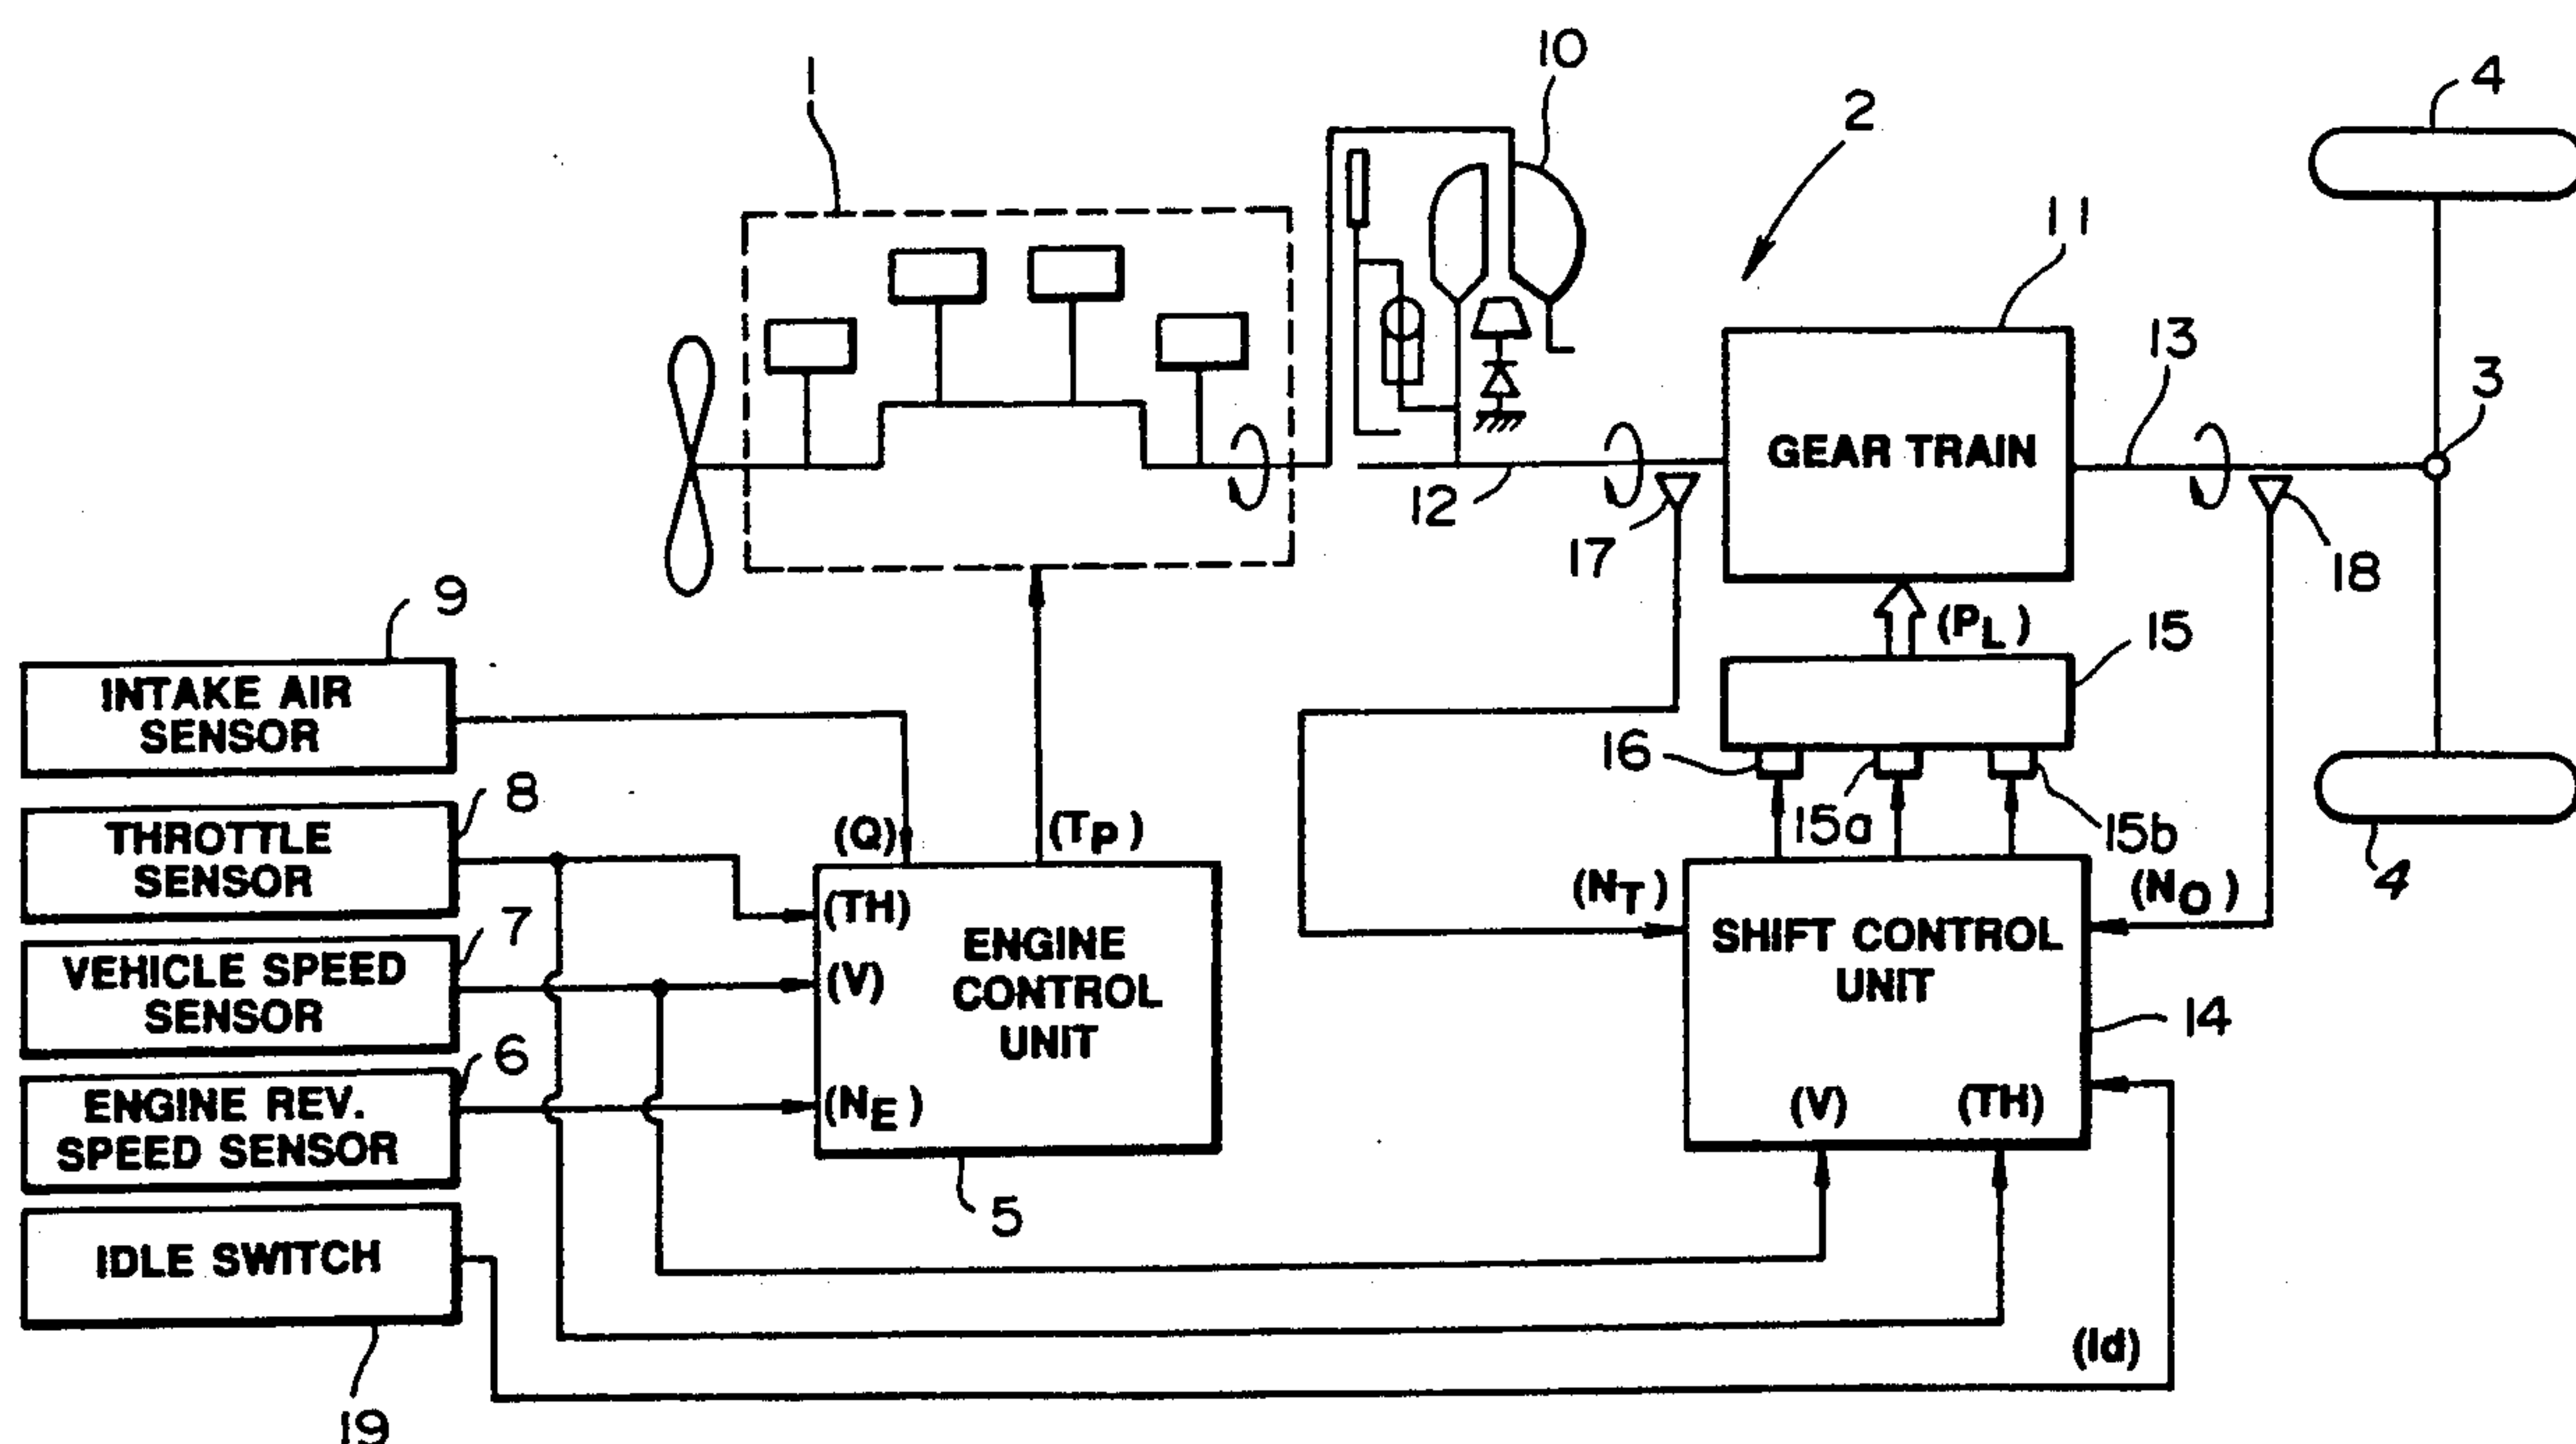 1
10
2
4
11
13
3
GEAR TRAIN
12
17
18
9
(PL)
15
INTAKE AIR
SENSOR
16
15a
15b
8
THROTTLE
SENSOR
(Q)
(TP)
(TH)
(NT)
(NO)
4
7
VEHICLE SPEED
SENSOR
(V)
ENGINE
CONTROL
UNIT
SHIFT CONTROL
UNIT
14
6
ENGINE REV.
SPEED SENSOR
(NE)
(V)
(TH)
5
IDLE SWITCH
(Id)
19